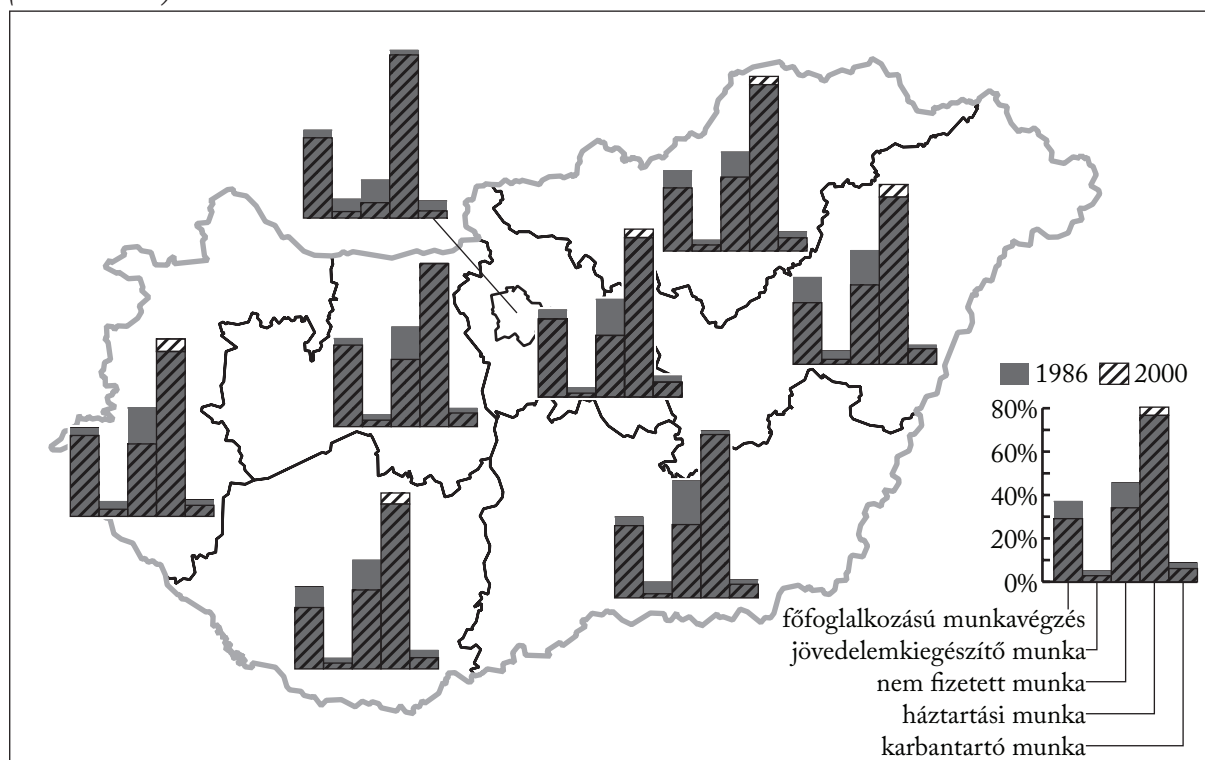 1986 2000
80%
60%
40%
20%
0%
főfoglalkozású munkavégzés
jövedelemkiegészítő munka
nem fizetett munka
háztartási munka
karbantartó munka